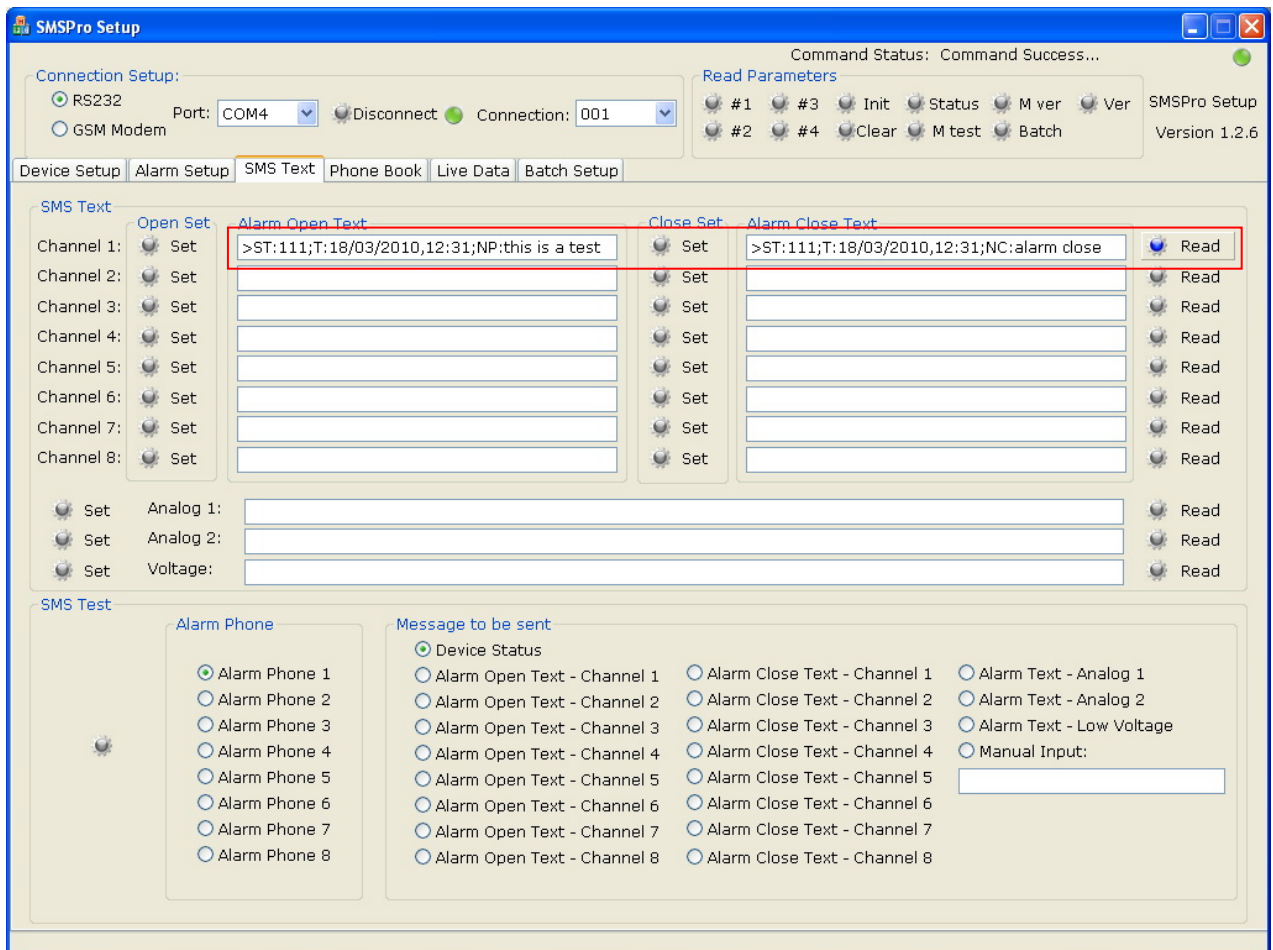 SMSPro Setup
Command Status: Command Success...
Connection Setup:
Read Parameters
RS232
GSM Modem
Port: COM4
Disconnect
Connection: 001
#1 #3 Init Status M ver Ver
#2 #4 Clear M test Batch
SMSPro Setup
Version 1.2.6
Device Setup Alarm Setup SMS Text Phone Book Live Data Batch Setup
SMS Text
Open Set Alarm Open Text Close Set Alarm Close Text
Channel 1: Set >ST:111;T:18/03/2010,12:31;NP:this is a test Set >ST:111;T:18/03/2010,12:31;NC:alarm close Read
Channel 2: Set Set Read
Channel 3: Set Set Read
Channel 4: Set Set Read
Channel 5: Set Set Read
Channel 6: Set Set Read
Channel 7: Set Set Read
Channel 8: Set Set Read
Set Analog 1: Read
Set Analog 2: Read
Set Voltage: Read
SMS Test
Alarm Phone
Alarm Phone 1
Alarm Phone 2
Alarm Phone 3
Alarm Phone 4
Alarm Phone 5
Alarm Phone 6
Alarm Phone 7
Alarm Phone 8
Message to be sent
Device Status
Alarm Open Text - Channel 1
Alarm Open Text - Channel 2
Alarm Open Text - Channel 3
Alarm Open Text - Channel 4
Alarm Open Text - Channel 5
Alarm Open Text - Channel 6
Alarm Open Text - Channel 7
Alarm Open Text - Channel 8
Alarm Close Text - Channel 1
Alarm Close Text - Channel 2
Alarm Close Text - Channel 3
Alarm Close Text - Channel 4
Alarm Close Text - Channel 5
Alarm Close Text - Channel 6
Alarm Close Text - Channel 7
Alarm Close Text - Channel 8
Alarm Text - Analog 1
Alarm Text - Analog 2
Alarm Text - Low Voltage
Manual Input: